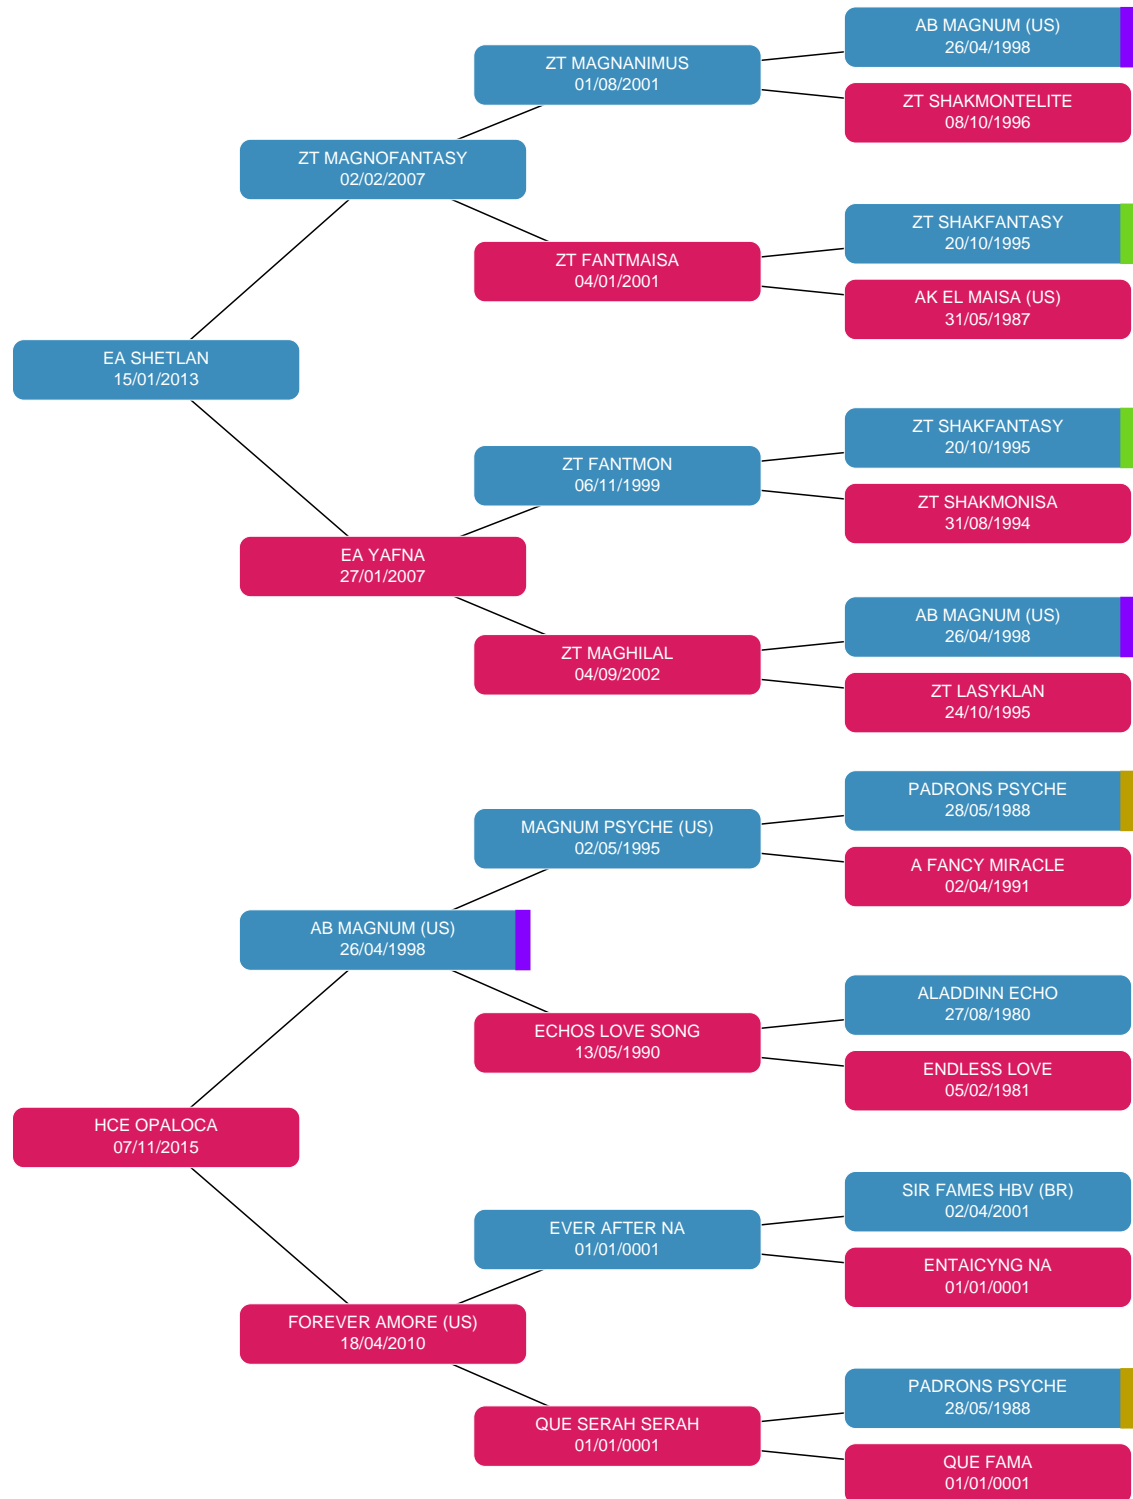 AB MAGNUM (US)
26/04/1998
ZT MAGNANIMUS
01/08/2001
ZT SHAKMONTELITE
08/10/1996
ZT MAGNOFANTASY
02/02/2007
ZT SHAKFANTASY
20/10/1995
ZT FANTMAISA
04/01/2001
AK EL MAISA (US)
31/05/1987
EA SHETLAN
15/01/2013
ZT SHAKFANTASY
20/10/1995
ZT FANTMON
06/11/1999
ZT SHAKMONISA
31/08/1994
EA YAFNA
27/01/2007
AB MAGNUM (US)
26/04/1998
ZT MAGHILAL
04/09/2002
ZT LASYKLAN
24/10/1995
PADRONS PSYCHE
28/05/1988
MAGNUM PSYCHE (US)
02/05/1995
A FANCY MIRACLE
02/04/1991
AB MAGNUM (US)
26/04/1998
ALADDINN ECHO
27/08/1980
ECHOS LOVE SONG
13/05/1990
ENDLESS LOVE
05/02/1981
HCE OPALOCA
07/11/2015
SIR FAMES HBV (BR)
02/04/2001
EVER AFTER NA
01/01/0001
ENTAICYNG NA
01/01/0001
FOREVER AMORE (US)
18/04/2010
PADRONS PSYCHE
28/05/1988
QUE SERAH SERAH
01/01/0001
QUE FAMA
01/01/0001